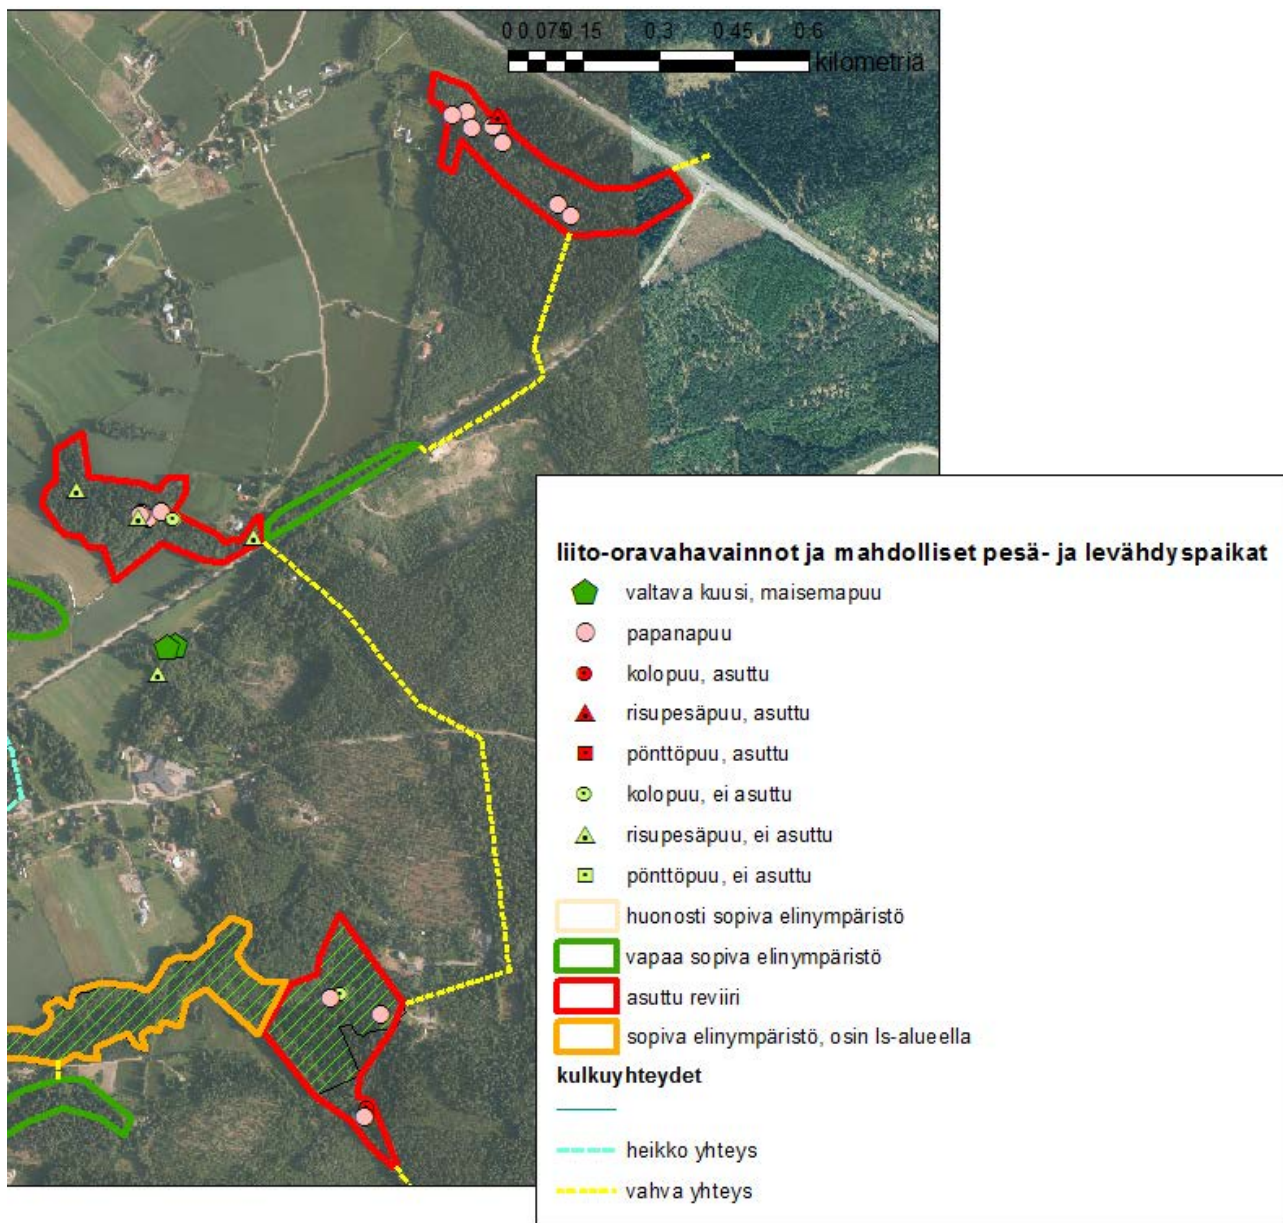 0 0,075 0,15 0,3 0,45 0,6
kilometriä
liito-oravahavainnot ja mahdolliset pesä- ja levähdyspaikat
valtava kuusi, maisemapuu
papanapuu
kolopuu, asuttu
risupesäpuu, asuttu
pönttöpuu, asuttu
kolopuu, ei asuttu
risupesäpuu, ei asuttu
pönttöpuu, ei asuttu
huonosti sopiva elinympäristö
vapaa sopiva elinympäristö
asuttu reviiri
sopiva elinympäristö, osin ls-alueella
kulkuyhteydet
heikko yhteys
vahva yhteys